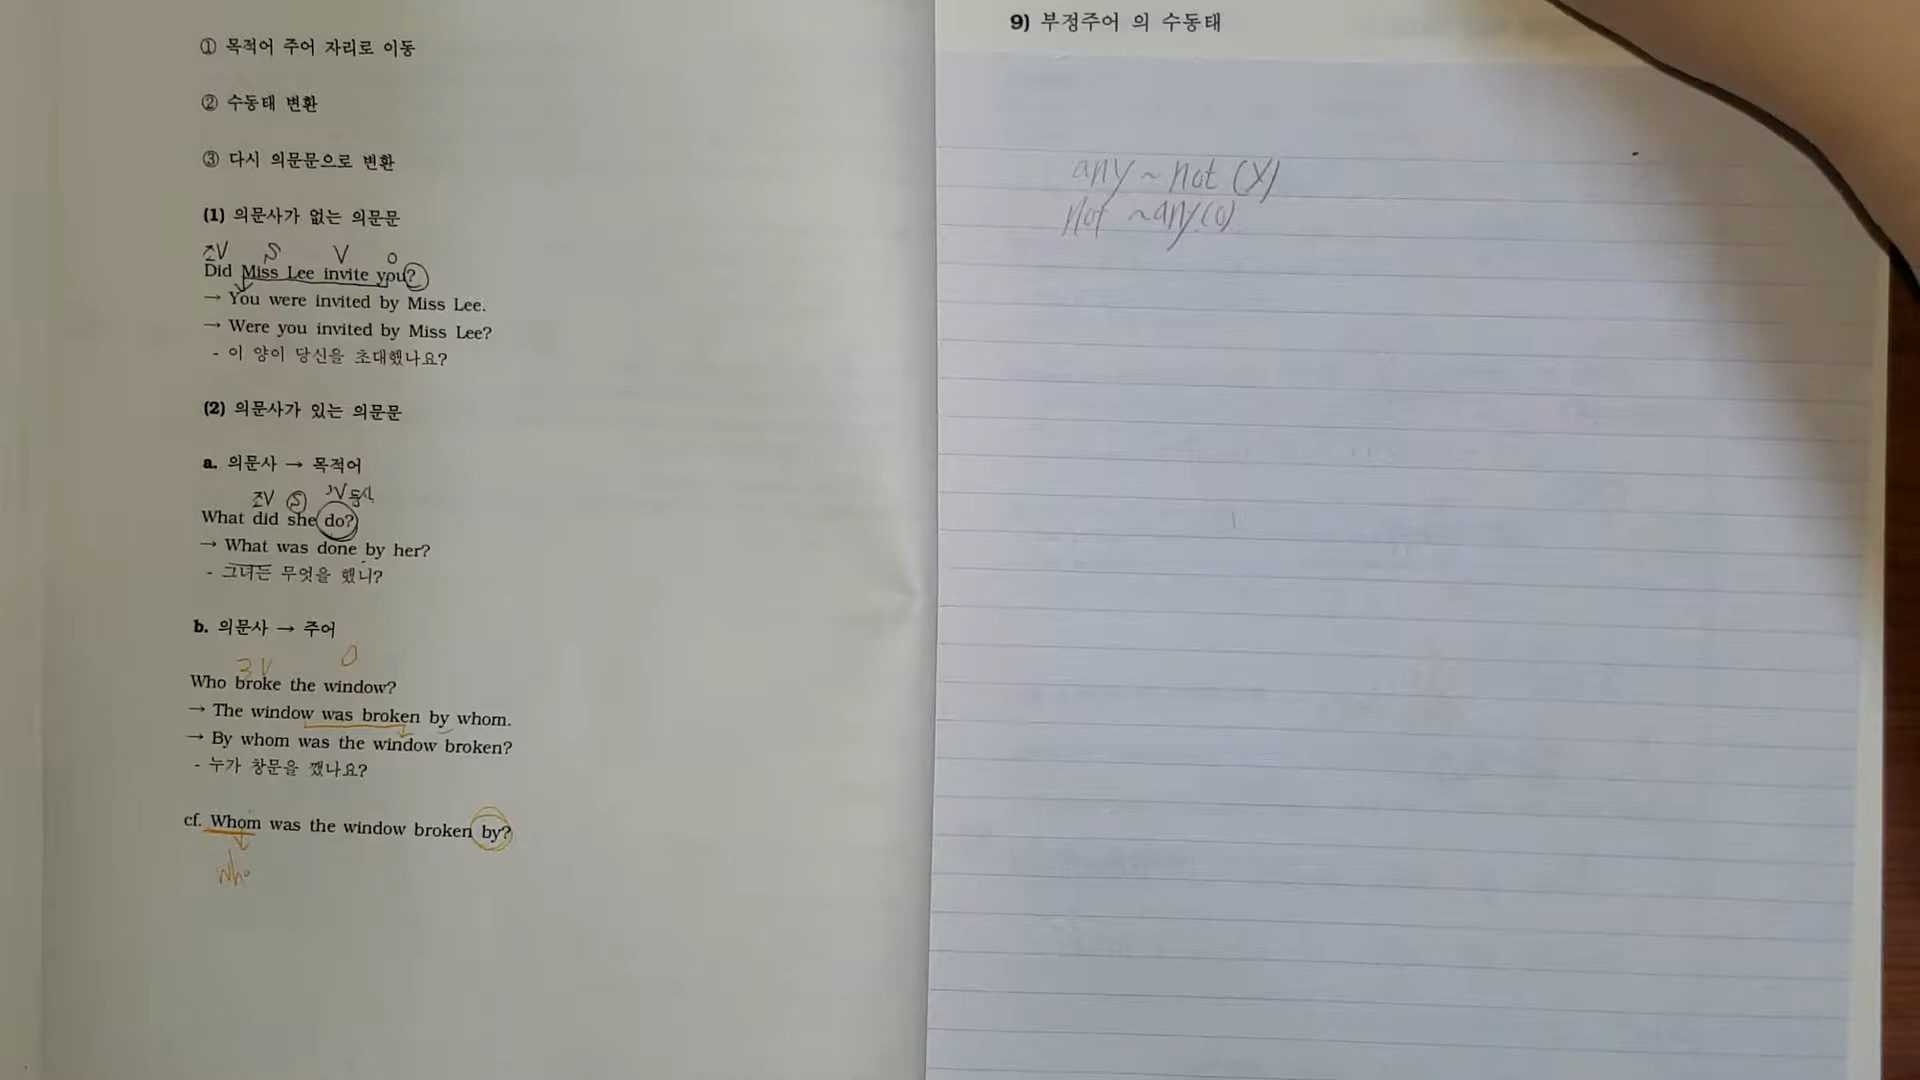 ① 목적어 주어 자리로 이동
② 수동태 변환
③ 다시 의문문으로 변환
(1) 의문사가 없는 의문문
조V S V O
Did Miss Lee invite you?
→ You were invited by Miss Lee.
→ Were you invited by Miss Lee?
- 이 양이 당신을 초대했나요?
(2) 의문사가 있는 의문문
a. 의문사 → 목적어
조V S 3V
What did she do?
→ What was done by her?
- 그녀는 무엇을 했니?
b. 의문사 → 주어
3V O
Who broke the window?
→ The window was broken by whom.
→ By whom was the window broken?
- 누가 창문을 깼나요?
cf. Whom was the window broken by?
Who
9) 부정주어 의 수동태
any ~ not (X)
not ~any(O)